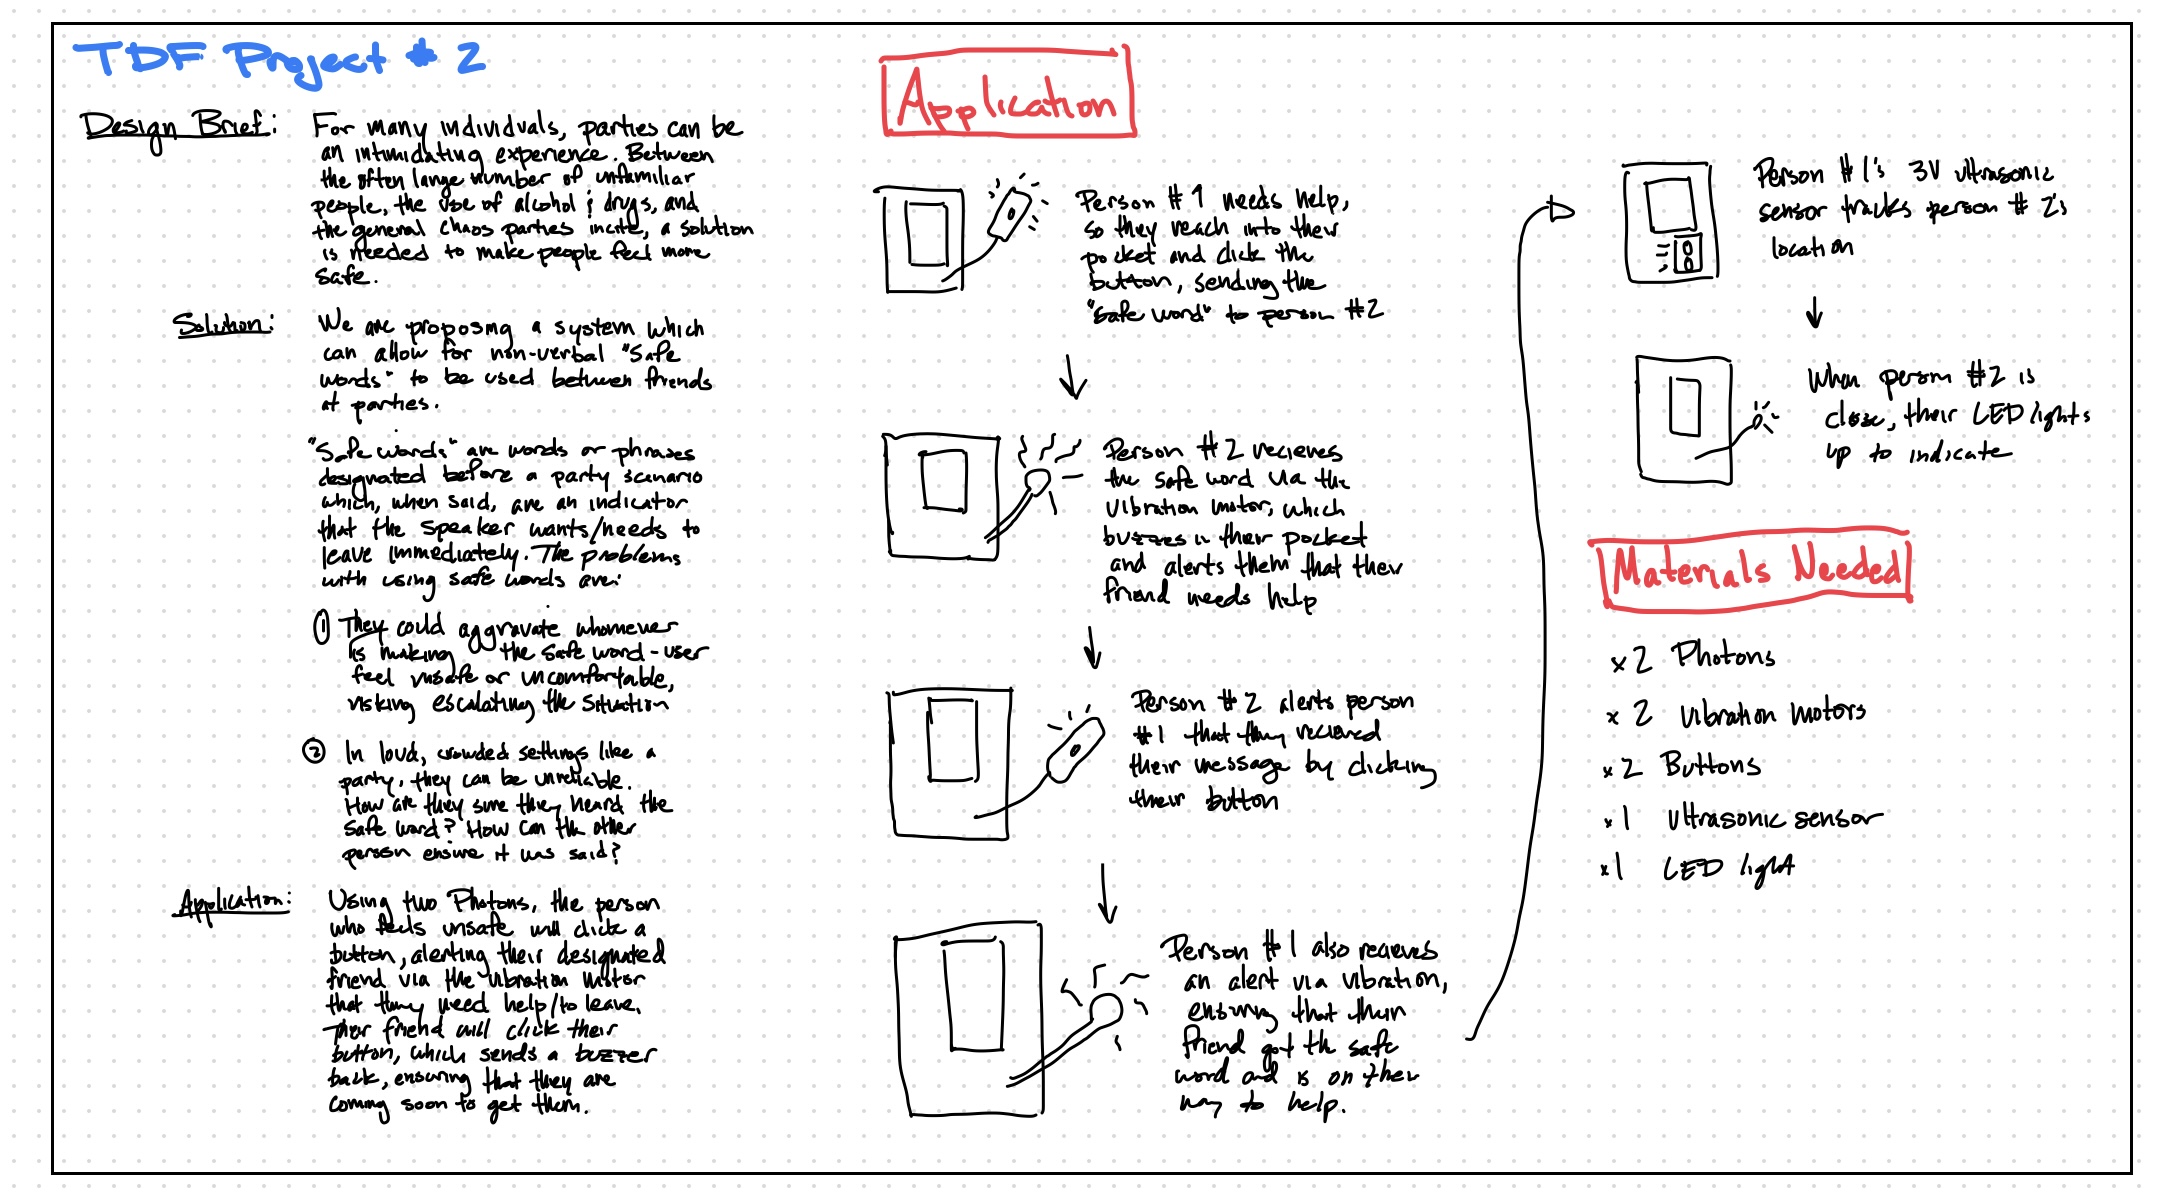 TDF Project #2
Design Brief:
For many individuals, parties can be
an intimidating experience. Between
the often large number of unfamiliar
people, the use of alcohol & drugs, and
the general chaos parties incite, a solution
is needed to make people feel more
safe.
Solution:
We are proposing a system which
can allow for non-verbal "Safe
words" to be used between friends
at parties.
"Safe words" are words or phrases
designated before a party scenario
which, when said, are an indicator
that the speaker wants/needs to
leave immediately. The problems
with using safe words are:
① They could aggravate whomever
is making the safe word-user
feel unsafe or uncomfortable,
risking escalating the situation
② In loud, crowded settings like a
party, they can be unreliable.
How are they sure they heard the
safe word? How can the other
person ensure it was said?
Application:
Using two Photons, the person
who feels unsafe will click a
button, alerting their designated
friend via the vibration motor
that they need help/to leave.
Their friend will click their
button, which sends a buzzer
back, ensuring that they are
coming soon to get them.
Application
Person #1 needs help,
so they reach into their
pocket and click the
button, sending the
"safe word" to person #2
Person #2 recieves
the safe word via the
vibration motor, which
buzzes in their pocket
and alerts them that their
friend needs help
Person #2 alerts person
#1 that they recieved
their message by clicking
their button
Person #1 also recieves
an alert via vibration,
ensuring that their
friend got the safe
word and is on their
way to help.
Person #1's 3V ultrasonic
sensor tracks person #2's
location
When person #2 is
close, their LED lights
up to indicate
Materials Needed
x2 Photons
x2 Vibration motors
x2 Buttons
x1 Ultrasonic sensor
x1 LED light